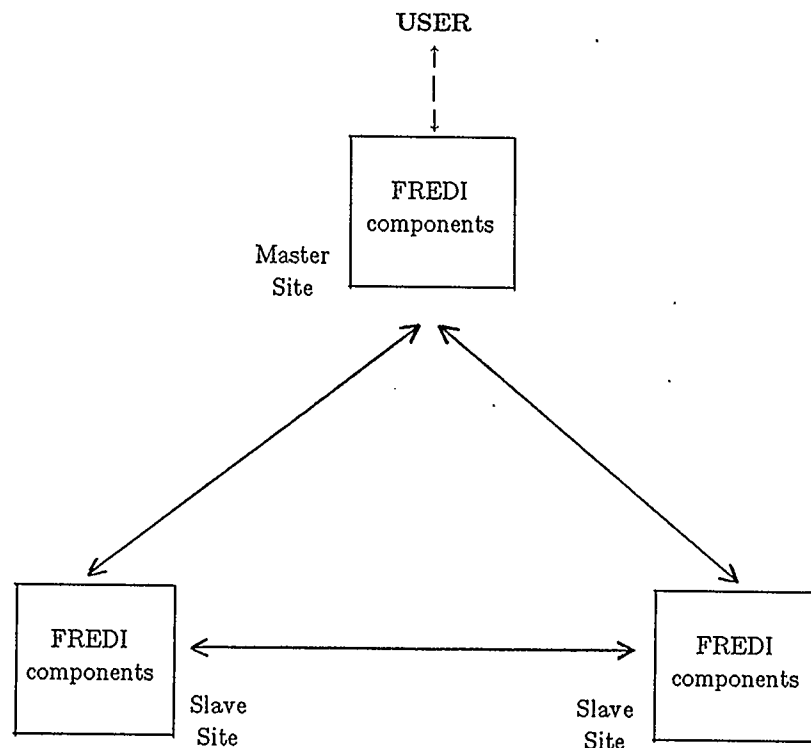 USER
FREDI
components
Master
Site
FREDI
components
Slave
Site
FREDI
components
Slave
Site